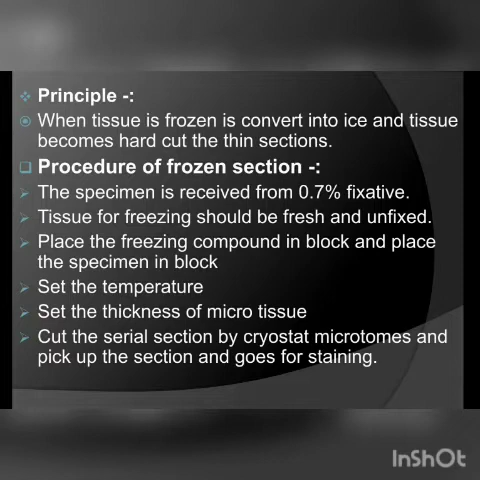 Principle -:
When tissue is frozen is convert into ice and tissue
becomes hard cut the thin sections.
Procedure of frozen section -:
The specimen is received from 0.7% fixative.
Tissue for freezing should be fresh and unfixed.
Place the freezing compound in block and place
the specimen in block
Set the temperature
Set the thickness of micro tissue
Cut the serial section by cryostat microtomes and
pick up the section and goes for staining.
InShOt